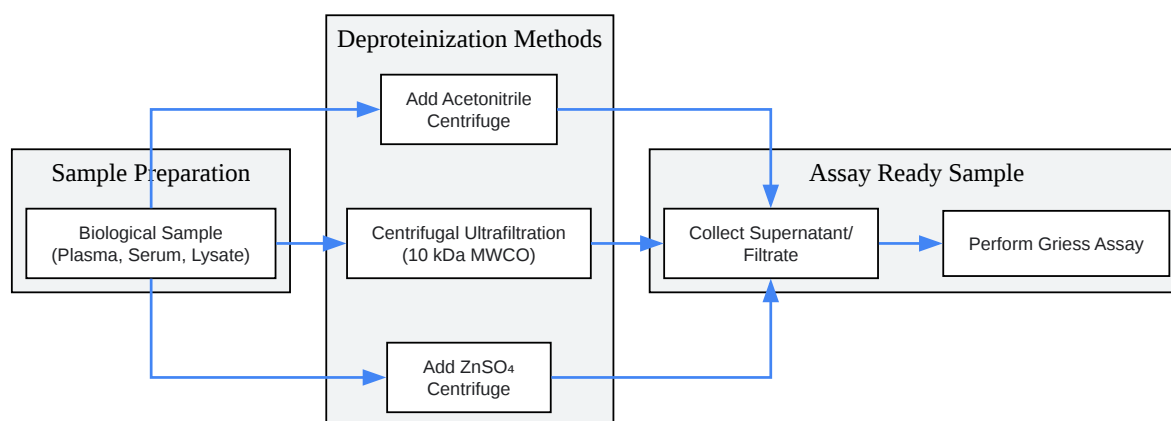 Sample Preparation
Biological Sample
(Plasma, Serum, Lysate)
Deproteinization Methods
Add Acetonitrile
Centrifuge
Centrifugal Ultrafiltration
(10 kDa MWCO)
Add ZnSO₄
Centrifuge
Assay Ready Sample
Collect Supernatant/
Filtrate
Perform Griess Assay